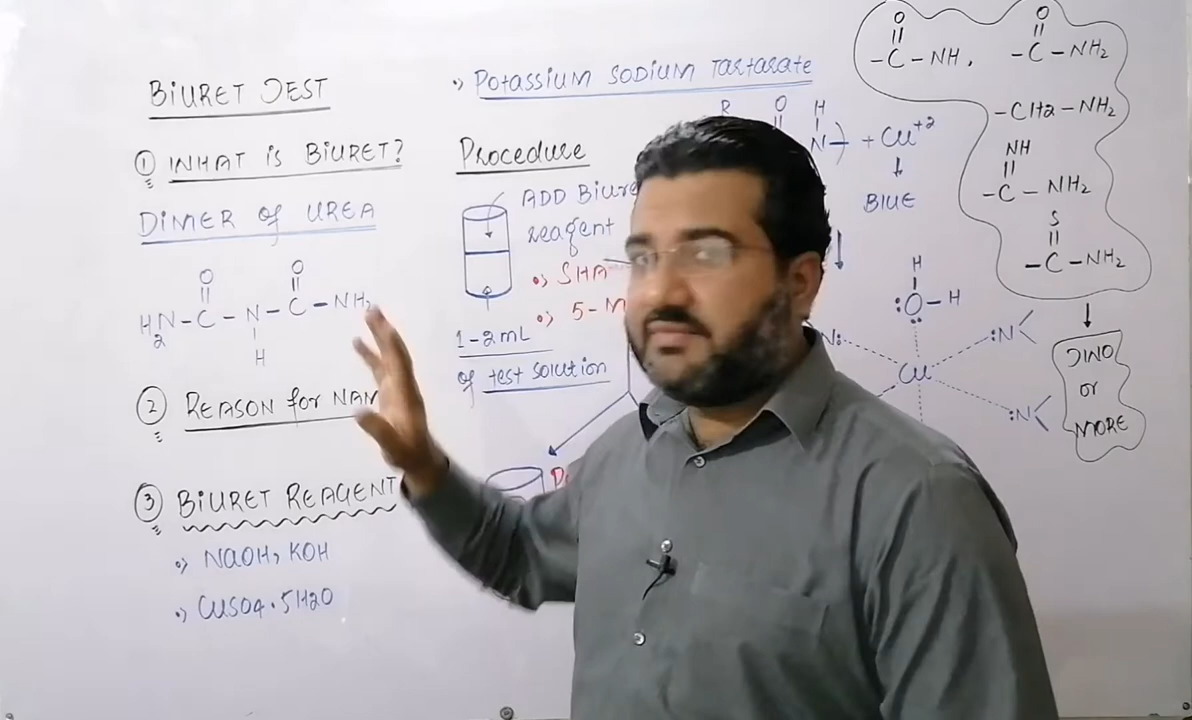 BIURET TEST
① WHAT is BIURET?
DIMER of UREA
O O
H2N-C-N-C-NH2
H
② REASON for NAM
③ BIURET REAGENT
•) NaOH, KOH
•) CuSO4.5H2O
•) Potassium SODIUM Tartarate
Procedure
ADD Biure
reagent
•) SHA
•) 5-M
1-2mL
of test solution
R O H
N-) + Cu+2
BlUE
H
:O-H
N: :N<
Cu
:N<
O O
-C-NH, -C-NH2
-CH2-NH2
NH
-C-NH2
S
-C-NH2
TWO
or
MORE